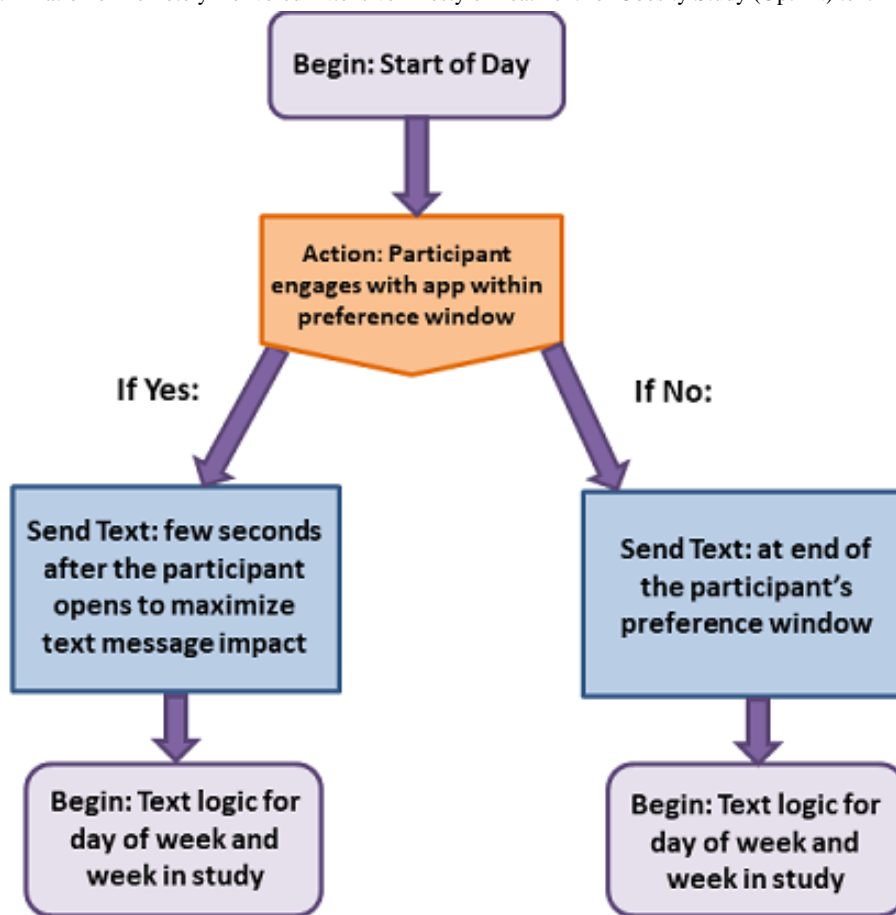 Begin: Start of Day
Action: Participant
engages with app within
preference window
If Yes:
If No:
Send Text: few seconds
after the participant
opens to maximize
text message impact
Send Text: at end of
the participant's
preference window
Begin: Text logic for
day of week and
week in study
Begin: Text logic for
day of week and
week in study